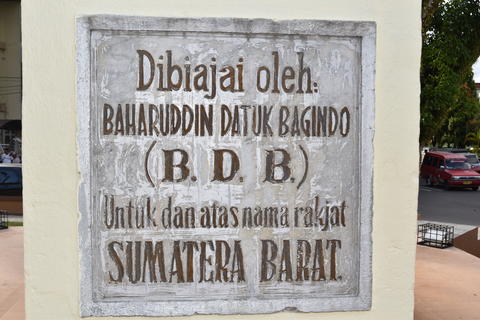 Dibiajai oleh:
BAHARUDDIN DATUK BAGINDO
(B. D. B.)
Untuk dan atas nama rakjat
SUMATERA BARAT.